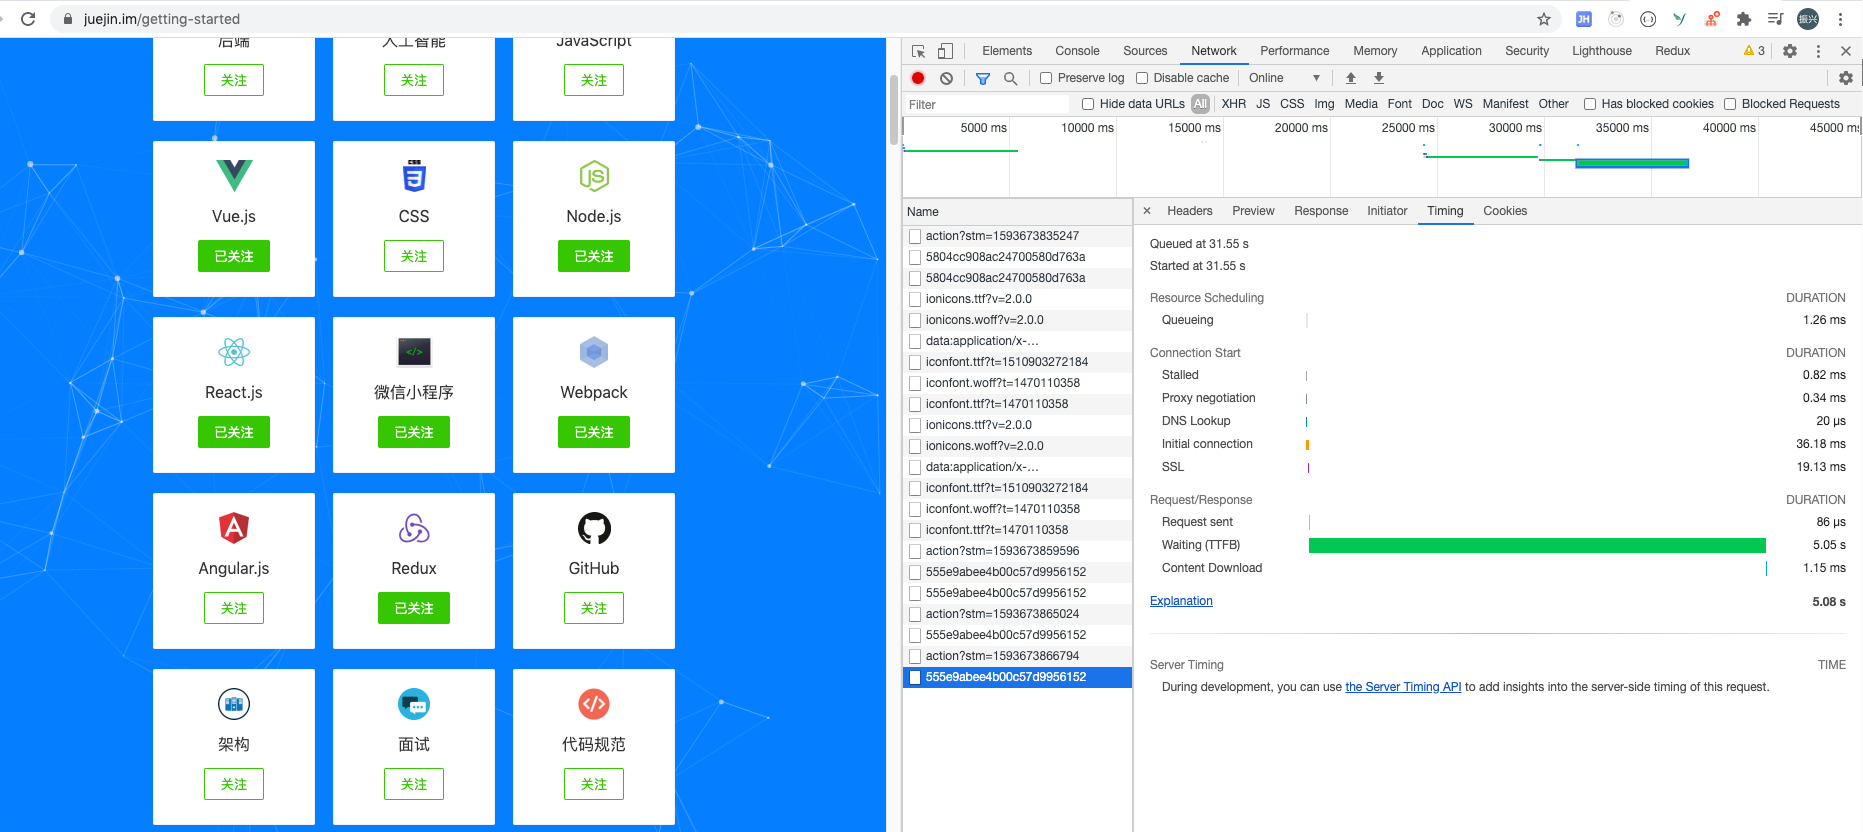 juejin.im/getting-started
JH
振兴
后端
人工智能
JavaScript
关注
关注
关注
Vue.js
CSS
Node.js
已关注
关注
已关注
React.js
微信小程序
Webpack
已关注
已关注
已关注
Angular.js
Redux
GitHub
关注
已关注
关注
架构
面试
代码规范
关注
关注
关注
Elements Console Sources Network Performance Memory Application Security Lighthouse Redux 3
Preserve log Disable cache Online
Filter Hide data URLs All XHR JS CSS Img Media Font Doc WS Manifest Other Has blocked cookies Blocked Requests
5000 ms 10000 ms 15000 ms 20000 ms 25000 ms 30000 ms 35000 ms 40000 ms 45000 ms
Name
action?stm=1593673835247
5804cc908ac24700580d763a
5804cc908ac24700580d763a
ionicons.ttf?v=2.0.0
ionicons.woff?v=2.0.0
data:application/x-...
iconfont.ttf?t=1510903272184
iconfont.woff?t=1470110358
iconfont.ttf?t=1470110358
ionicons.ttf?v=2.0.0
ionicons.woff?v=2.0.0
data:application/x-...
iconfont.ttf?t=1510903272184
iconfont.woff?t=1470110358
iconfont.ttf?t=1470110358
action?stm=1593673859596
555e9abee4b00c57d9956152
555e9abee4b00c57d9956152
action?stm=1593673865024
555e9abee4b00c57d9956152
action?stm=1593673866794
555e9abee4b00c57d9956152
× Headers Preview Response Initiator Timing Cookies
Queued at 31.55 s
Started at 31.55 s
Resource Scheduling DURATION
Queueing 1.26 ms
Connection Start DURATION
Stalled 0.82 ms
Proxy negotiation 0.34 ms
DNS Lookup 20 μs
Initial connection 36.18 ms
SSL 19.13 ms
Request/Response DURATION
Request sent 86 μs
Waiting (TTFB) 5.05 s
Content Download 1.15 ms
Explanation 5.08 s
Server Timing TIME
During development, you can use the Server Timing API to add insights into the server-side timing of this request.